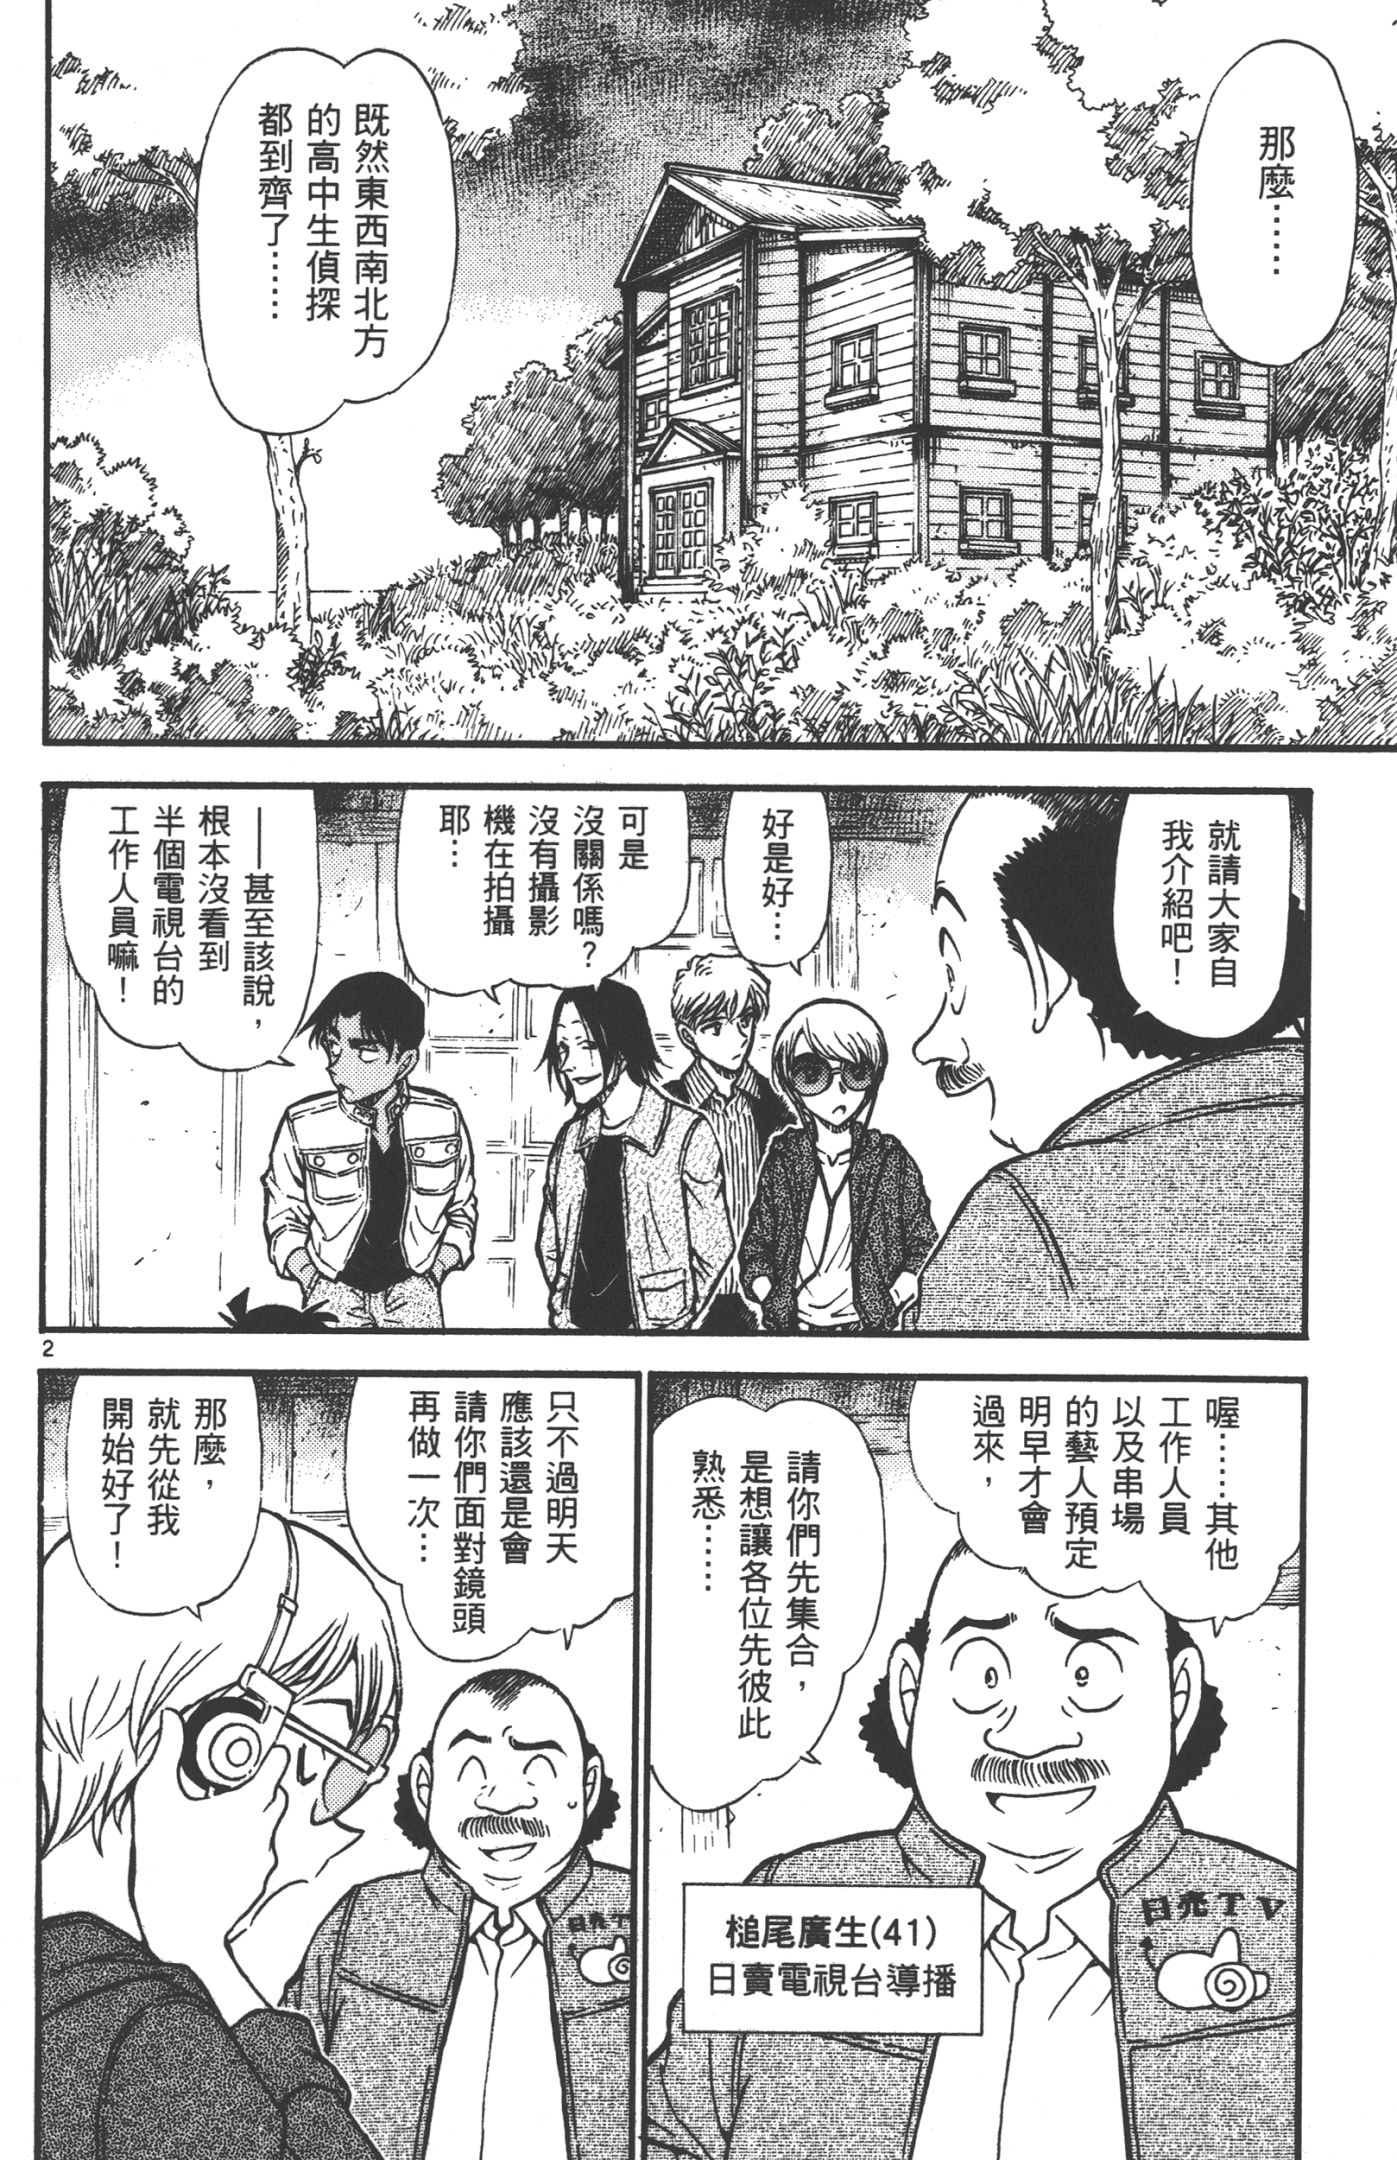 那麼……
既然東西南北方
的高中生偵探
都到齊了……
就請大家自
我介紹吧！
好是好…
可是
沒關係嗎？
沒有攝影
機在拍攝
耶…
——甚至該說，
根本沒看到
半個電視台的
工作人員嘛！
2
喔……其他
工作人員
以及串場
的藝人預定
明早才會
過來，
請你們先集合，
是想讓各位先彼此
熟悉……
槌尾廣生(41)
日賣電視台導播
日売TV
只不過明天
應該還是會
請你們面對鏡頭
再做一次…
那麼，
就先從我
開始好了！
日売T